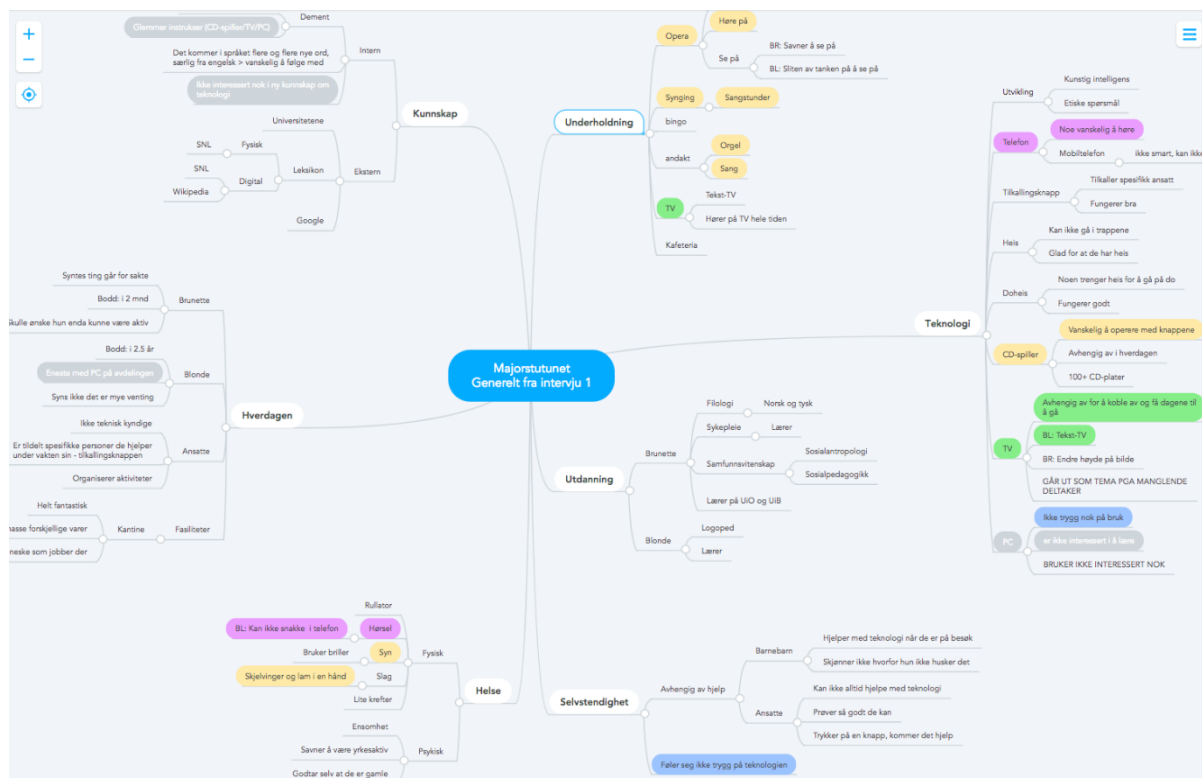 Majorstutunet
Generelt fra intervju 1
Kunnskap
Intern
Dement
Glemmer instrukser (CD-spiller/TV/PC)
Det kommer i språket flere og flere nye ord,
særlig fra engelsk > vanskelig å følge med
Ikke interessert nok i ny kunnskap om
teknologi
Ekstern
Universitetene
Leksikon
Fysisk
SNL
Digital
SNL
Wikipedia
Google
Hverdagen
Brunette
Syntes ting går for sakte
Bodd: i 2 mnd
Skulle ønske hun enda kunne være aktiv
Blonde
Bodd: i 2.5 år
Eneste med PC på avdelingen
Syns ikke det er mye venting
Ansatte
Ikke teknisk kyndige
Er tildelt spesifikke personer de hjelper
under vakten sin - tilkallingsknappen
Organiserer aktiviteter
Fasiliteter
Kantine
Helt fantastisk
masse forskjellige varer
neske som jobber der
Helse
Fysisk
Rullator
Hørsel
BL: Kan ikke snakke i telefon
Syn
Bruker briller
Slag
Skjelvinger og lam i en hånd
Lite krefter
Psykisk
Ensomhet
Savner å være yrkesaktiv
Godtar selv at de er gamle
Underholdning
Opera
Høre på
Se på
BR: Savner å se på
BL: Sliten av tanken på å se på
Synging
Sangstunder
bingo
andakt
Orgel
Sang
TV
Tekst-TV
Hører på TV hele tiden
Kafeteria
Teknologi
Utvikling
Kunstig intelligens
Etiske spørsmål
Telefon
Noe vanskelig å høre
Mobiltelefon
ikke smart, kan ikke
Tilkallingsknapp
Tilkaller spesifikk ansatt
Fungerer bra
Heis
Kan ikke gå i trappene
Glad for at de har heis
Doheis
Noen trenger heis for å gå på do
Fungerer godt
CD-spiller
Vanskelig å operere med knappene
Avhengig av i hverdagen
100+ CD-plater
TV
Avhengig av for å koble av og få dagene til
å gå
BL: Tekst-TV
BR: Endre høyde på bilde
GÅR UT SOM TEMA PGA MANGLENDE
DELTAKER
PC
Ikke trygg nok på bruk
er ikke interessert i å lære
BRUKER IKKE INTERESSERT NOK
Utdanning
Brunette
Filologi
Norsk og tysk
Sykepleie
Lærer
Samfunnsvitenskap
Sosialantropologi
Sosialpedagogikk
Lærer på UiO og UiB
Blonde
Logoped
Lærer
Selvstendighet
Avhengig av hjelp
Barnebarn
Hjelper med teknologi når de er på besøk
Skjønner ikke hvorfor hun ikke husker det
Ansatte
Kan ikke alltid hjelpe med teknologi
Prøver så godt de kan
Trykker på en knapp, kommer det hjelp
Føler seg ikke trygg på teknologien